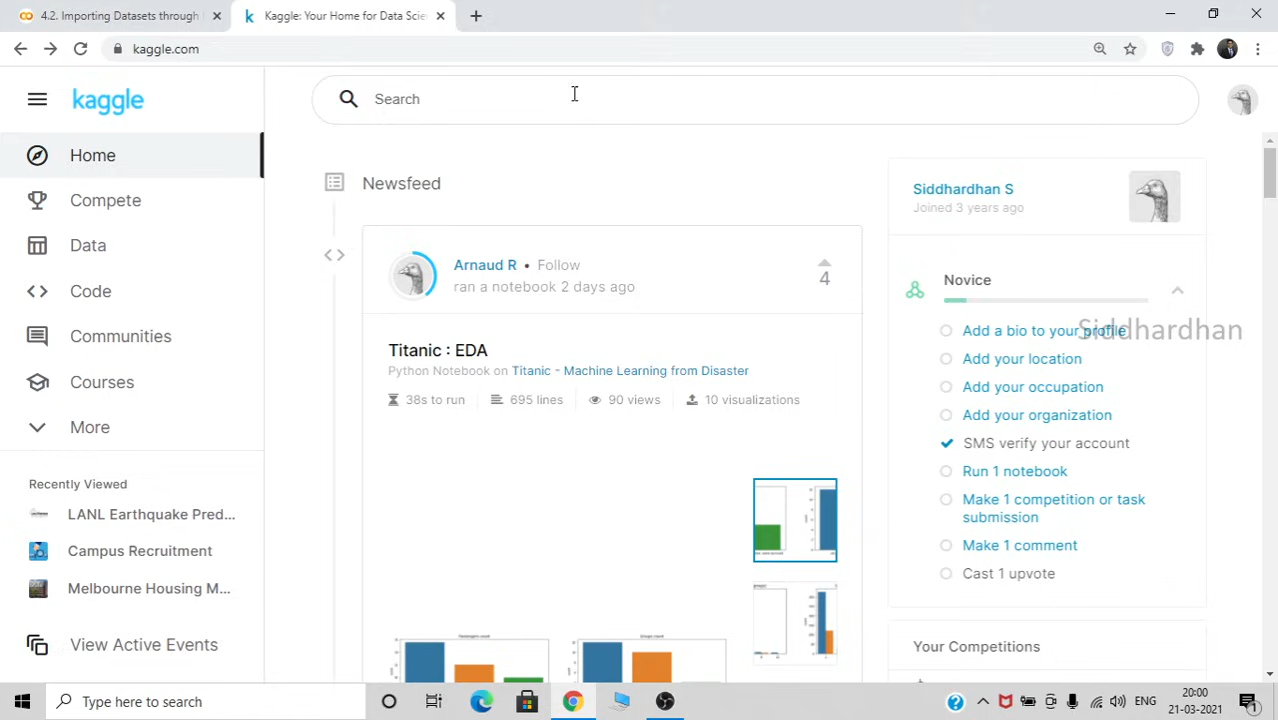 4.2. Importing Datasets through
Kaggle: Your Home for Data Scie
kaggle.com
kaggle
Search
Home
Compete
Data
Code
Communities
Courses
More
Recently Viewed
LANL Earthquake Pred...
Campus Recruitment
Melbourne Housing M...
View Active Events
Newsfeed
Arnaud R • Follow
ran a notebook 2 days ago
4
Titanic : EDA
Python Notebook on Titanic - Machine Learning from Disaster
38s to run 695 lines 90 views 10 visualizations
Siddhardhan S
Joined 3 years ago
Novice
Siddhardhan
Add a bio to your profile
Add your location
Add your occupation
Add your organization
SMS verify your account
Run 1 notebook
Make 1 competition or task
submission
Make 1 comment
Cast 1 upvote
Your Competitions
Type here to search
ENG
20:00
21-03-2021